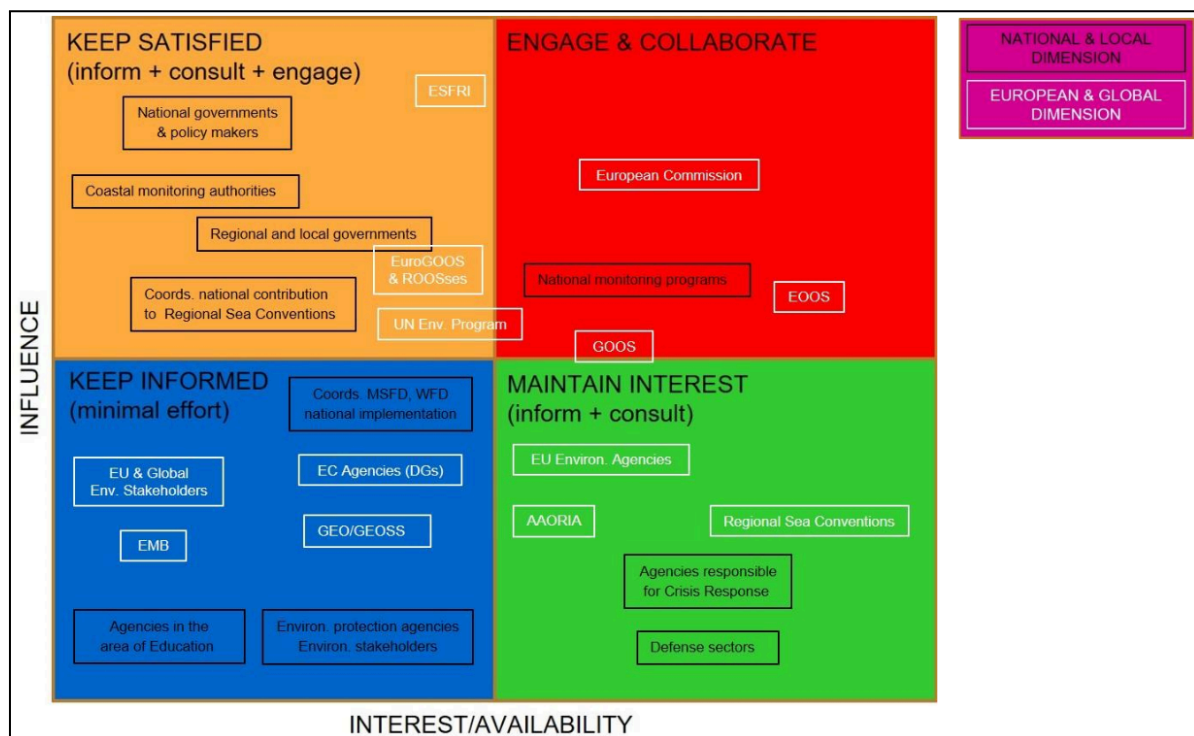 KEEP SATISFIED
(inform + consult + engage)
ESFRI
National governments
& policy makers
Coastal monitoring authorities
Regional and local governments
EuroGOOS
& ROOSses
Coords. national contribution
to Regional Sea Conventions
UN Env. Program
ENGAGE & COLLABORATE
European Commission
National monitoring programs
EOOS
GOOS
NATIONAL & LOCAL
DIMENSION
EUROPEAN & GLOBAL
DIMENSION
INFLUENCE
KEEP INFORMED
(minimal effort)
Coords. MSFD, WFD
national implementation
EU & Global
Env. Stakeholders
EC Agencies (DGs)
EMB
GEO/GEOSS
Agencies in the
area of Education
Environ. protection agencies
Environ. stakeholders
MAINTAIN INTEREST
(inform + consult)
EU Environ. Agencies
AAORIA
Regional Sea Conventions
Agencies responsible
for Crisis Response
Defense sectors
INTEREST/AVAILABILITY